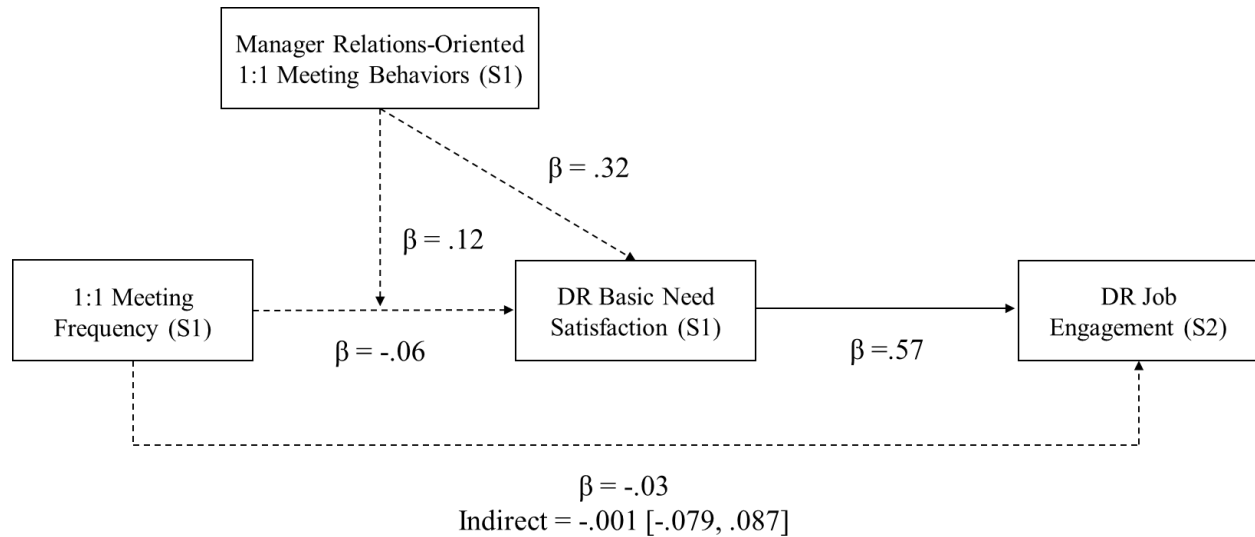 Manager Relations-Oriented
1:1 Meeting Behaviors (S1)
β = .32
β = .12
1:1 Meeting
Frequency (S1)
DR Basic Need
Satisfaction (S1)
DR Job
Engagement (S2)
β = -.06
β =.57
β = -.03
Indirect = -.001 [-.079, .087]